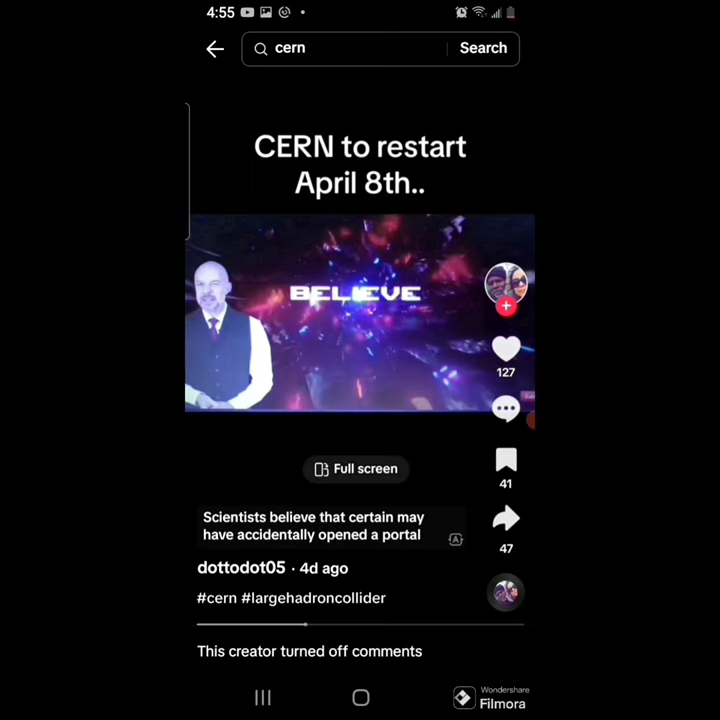 4:55
cern
Search
CERN to restart
April 8th..
BELIEVE
127
41
Full screen
Scientists believe that certain may
have accidentally opened a portal
47
dottodot05 · 4d ago
#cern #largehadroncollider
This creator turned off comments
Wondershare
Filmora